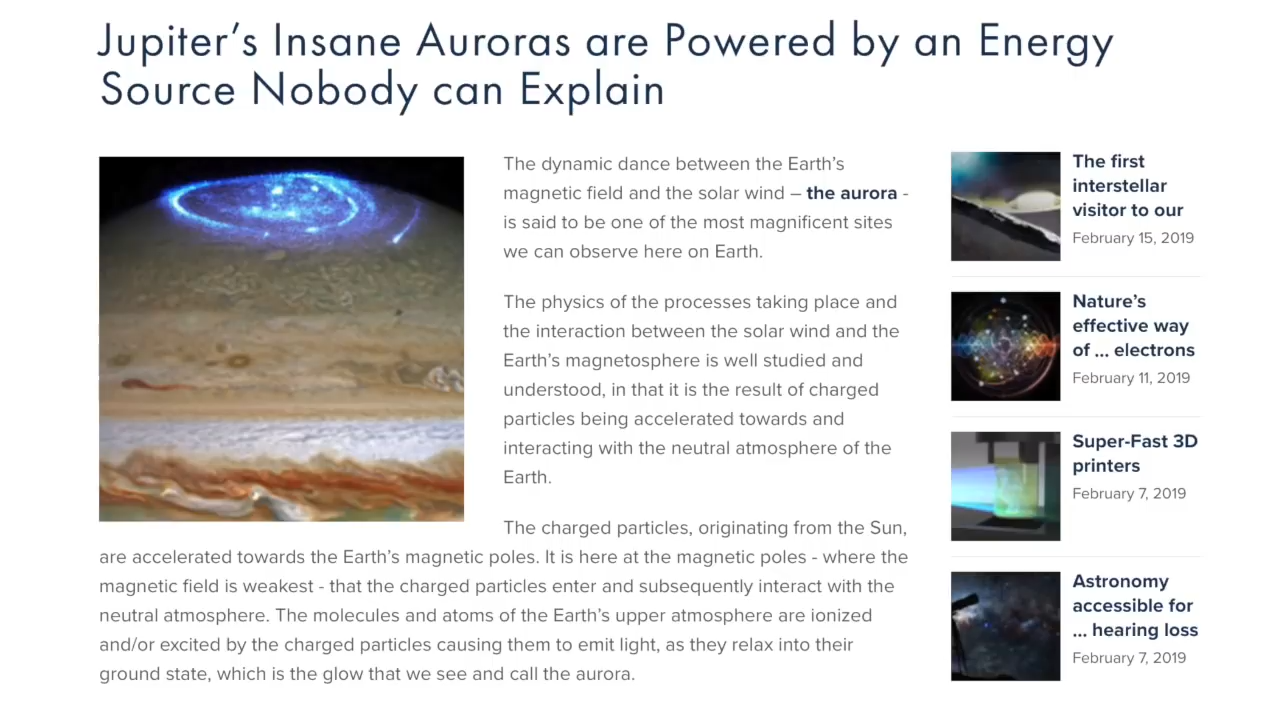 Jupiter’s Insane Auroras are Powered by an Energy
Source Nobody can Explain
The dynamic dance between the Earth’s
magnetic field and the solar wind – the aurora -
is said to be one of the most magnificent sites
we can observe here on Earth.
The physics of the processes taking place and
the interaction between the solar wind and the
Earth’s magnetosphere is well studied and
understood, in that it is the result of charged
particles being accelerated towards and
interacting with the neutral atmosphere of the
Earth.
The charged particles, originating from the Sun,
are accelerated towards the Earth’s magnetic poles. It is here at the magnetic poles - where the
magnetic field is weakest - that the charged particles enter and subsequently interact with the
neutral atmosphere. The molecules and atoms of the Earth’s upper atmosphere are ionized
and/or excited by the charged particles causing them to emit light, as they relax into their
ground state, which is the glow that we see and call the aurora.
The first
interstellar
visitor to our
February 15, 2019
Nature’s
effective way
of ... electrons
February 11, 2019
Super-Fast 3D
printers
February 7, 2019
Astronomy
accessible for
... hearing loss
February 7, 2019